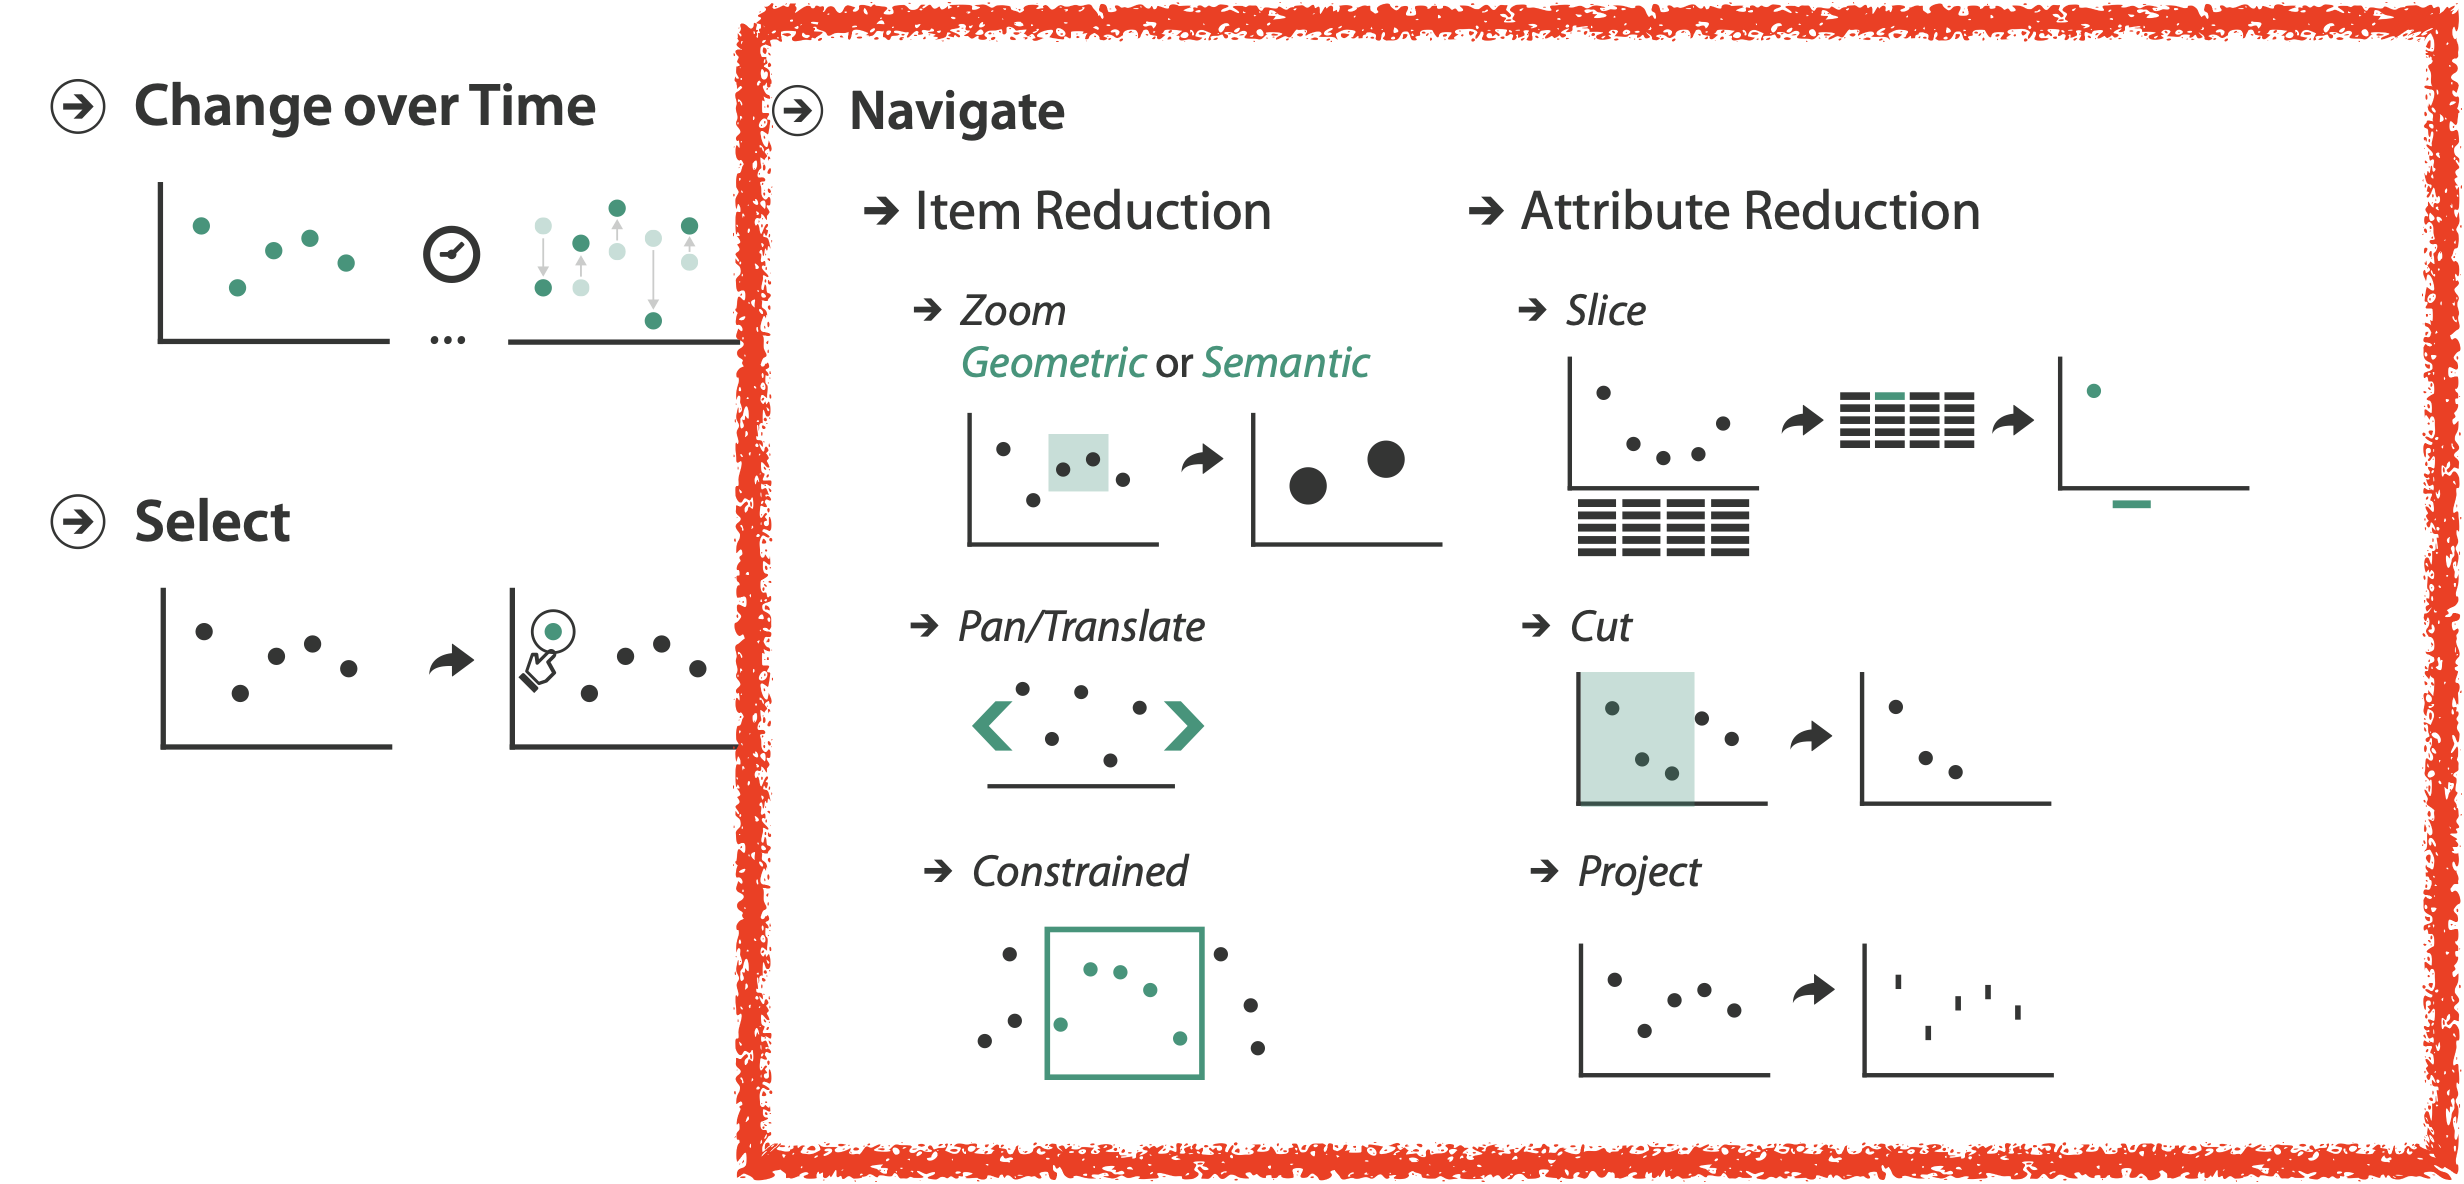 Change over Time
...
Select
Navigate
Item Reduction
Zoom
Geometric or Semantic
Pan/Translate
Constrained
Attribute Reduction
Slice
Cut
Project